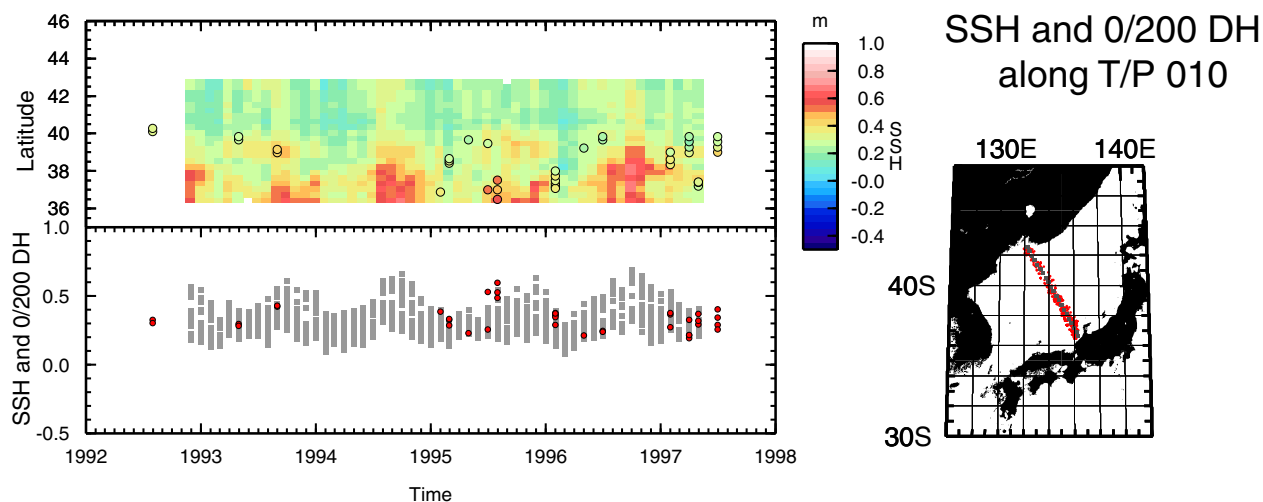 SSH and 0/200 DH
along T/P 010
m
46
44
42
40
38
36
Latitude
1.0
0.8
0.6
0.4
0.2
-0.0
-0.2
-0.4
SSH
1.0
0.5
0.0
-0.5
SSH and 0/200 DH
1992
1993
1994
1995
1996
1997
1998
Time
130E
140E
40S
30S